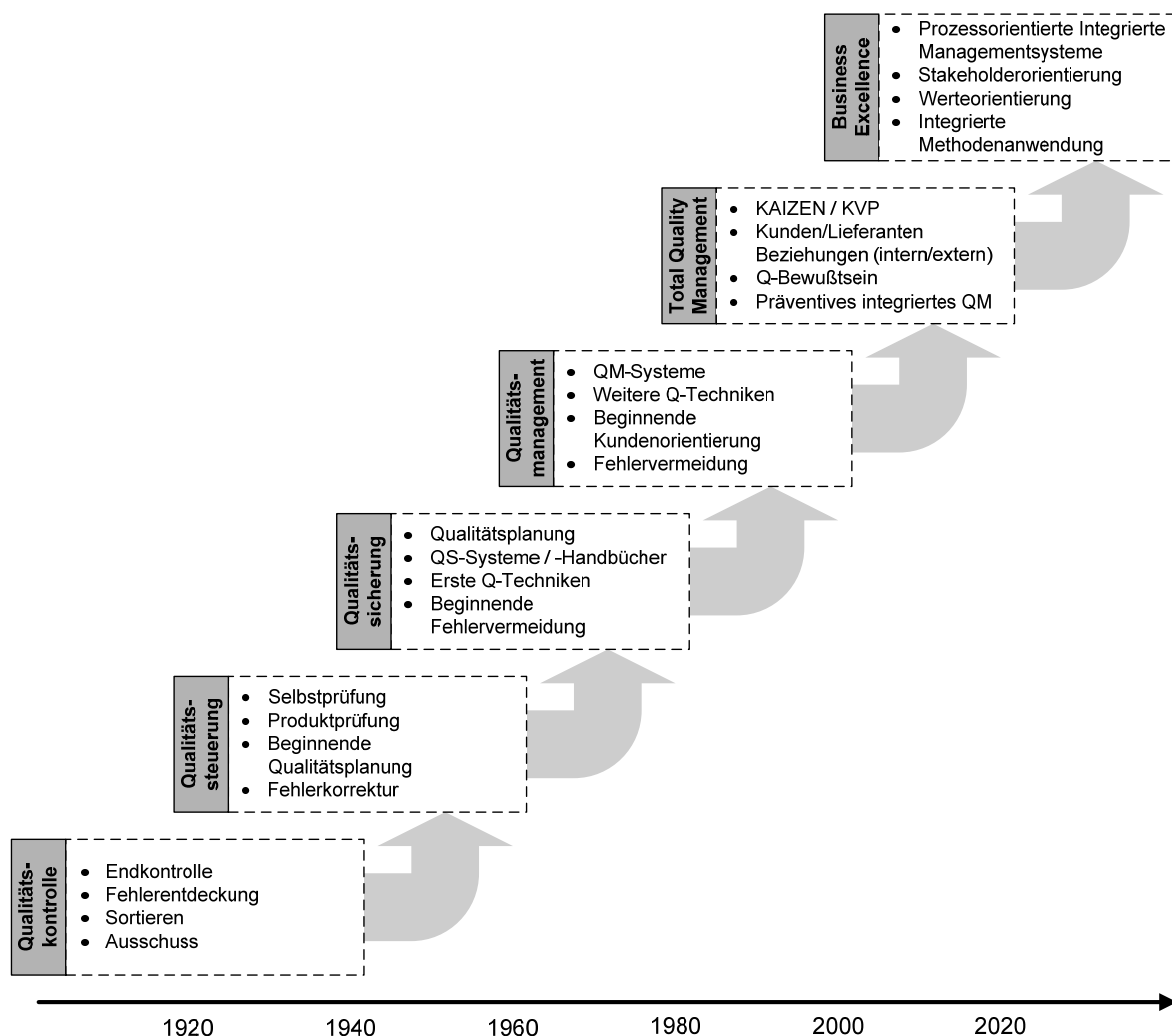 Business
Excellence
• Prozessorientierte Integrierte
Managementsysteme
• Stakeholderorientierung
• Werteorientierung
• Integrierte
Methodenanwendung
Total Quality
Management
• KAIZEN / KVP
• Kunden/Lieferanten
Beziehungen (intern/extern)
• Q-Bewußtsein
• Präventives integriertes QM
Qualitäts-
management
• QM-Systeme
• Weitere Q-Techniken
• Beginnende
Kundenorientierung
• Fehlervermeidung
Qualitäts-
sicherung
• Qualitätsplanung
• QS-Systeme / -Handbücher
• Erste Q-Techniken
• Beginnende
Fehlervermeidung
Qualitäts-
steuerung
• Selbstprüfung
• Produktprüfung
• Beginnende
Qualitätsplanung
• Fehlerkorrektur
Qualitäts-
kontrolle
• Endkontrolle
• Fehlerentdeckung
• Sortieren
• Ausschuss
1920 1940 1960 1980 2000 2020